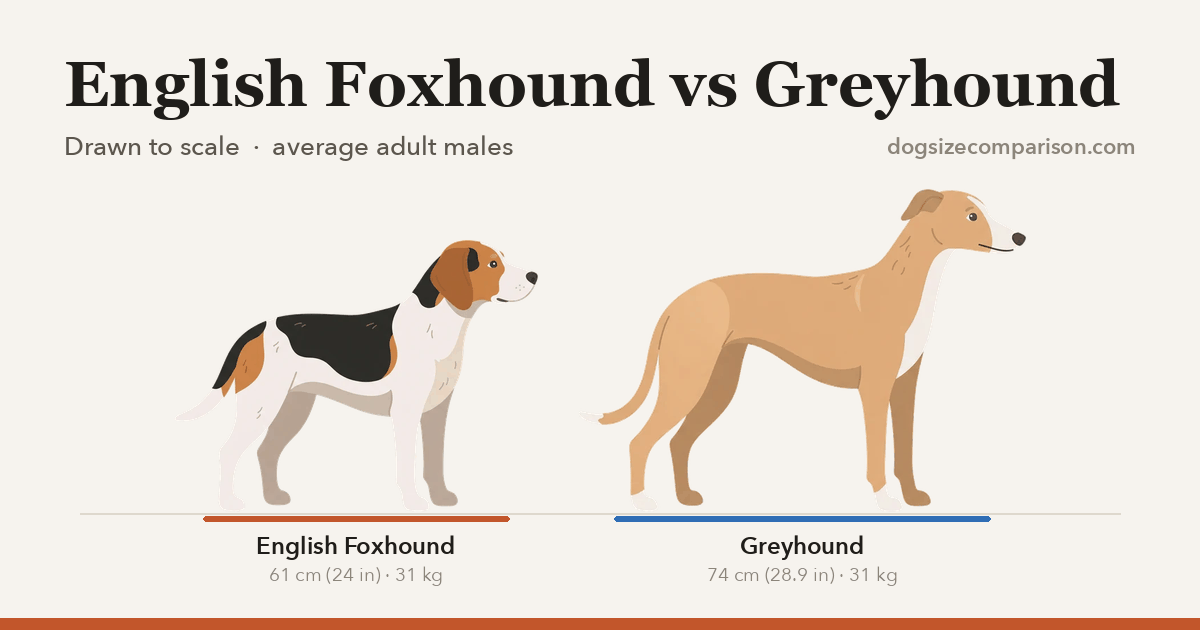 English Foxhound vs Greyhound
Drawn to scale · average adult males
dogsizecomparison.com
English Foxhound
61 cm (24 in) · 31 kg
Greyhound
74 cm (28.9 in) · 31 kg